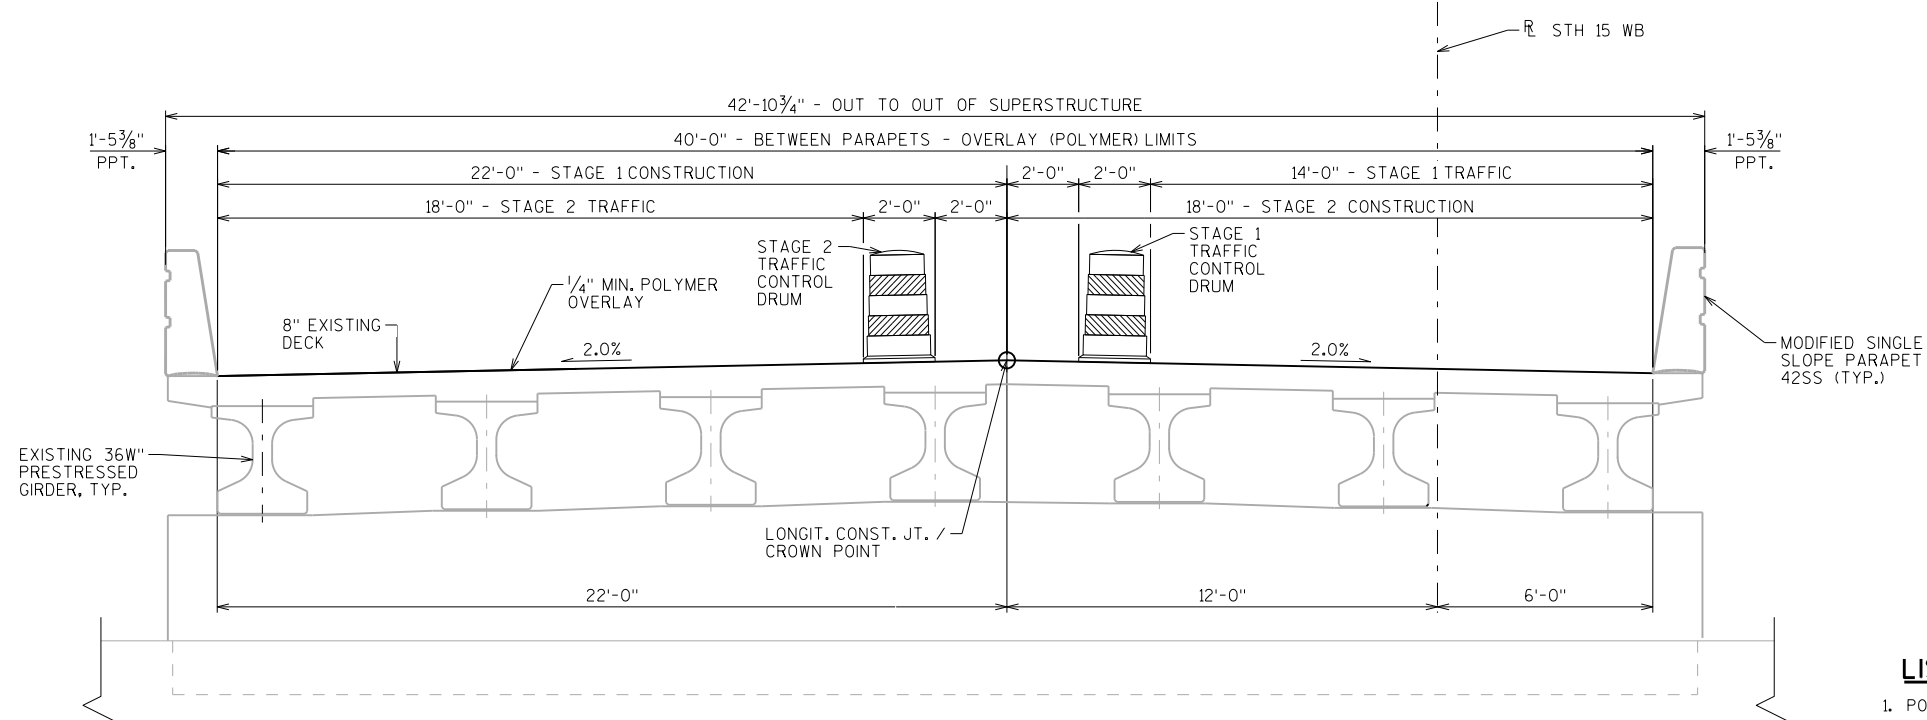 ℞ STH 15 WB
42'-10¾" - OUT TO OUT OF SUPERSTRUCTURE
1'-5⅜"
PPT.
40'-0" - BETWEEN PARAPETS - OVERLAY (POLYMER) LIMITS
1'-5⅜"
PPT.
22'-0" - STAGE 1 CONSTRUCTION
2'-0"
2'-0"
14'-0" - STAGE 1 TRAFFIC
18'-0" - STAGE 2 TRAFFIC
2'-0"
2'-0"
18'-0" - STAGE 2 CONSTRUCTION
STAGE 2
TRAFFIC
CONTROL
DRUM
STAGE 1
TRAFFIC
CONTROL
DRUM
¼" MIN. POLYMER
OVERLAY
8" EXISTING
DECK
2.0%
2.0%
MODIFIED SINGLE
SLOPE PARAPET
42SS (TYP.)
EXISTING 36W"
PRESTRESSED
GIRDER, TYP.
LONGIT. CONST. JT. /
CROWN POINT
22'-0"
12'-0"
6'-0"
LIS
1. PO